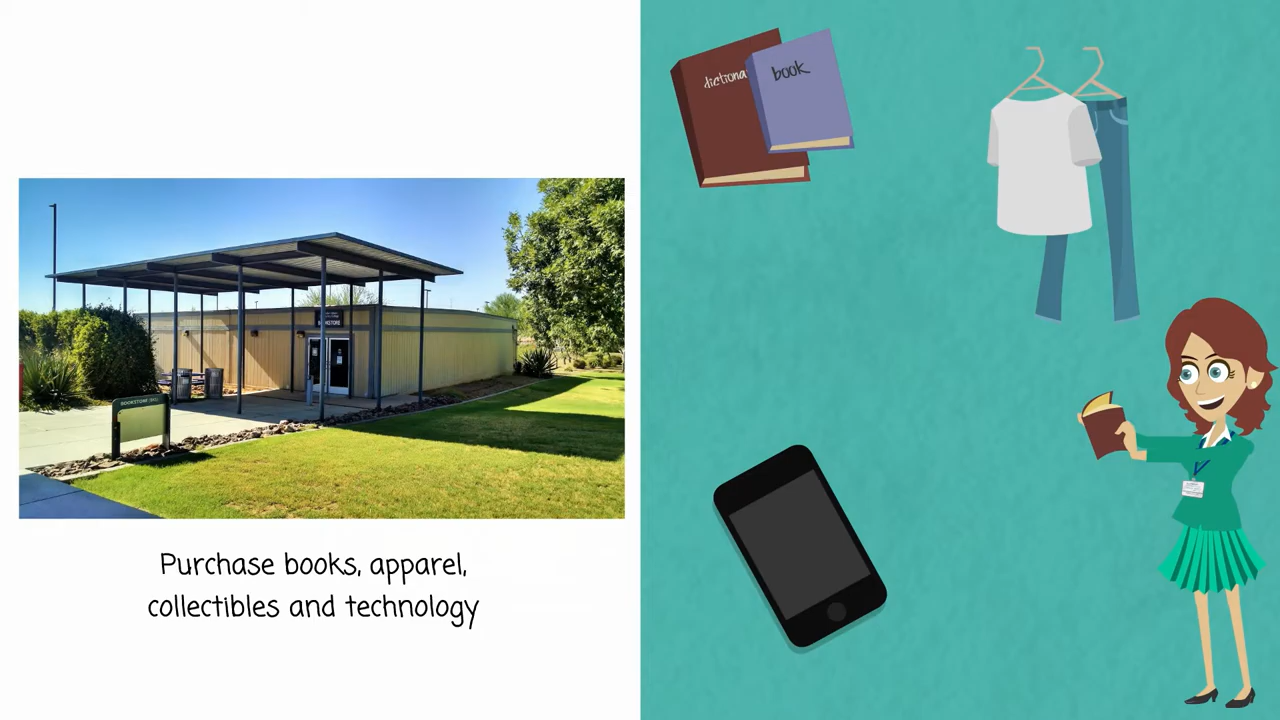 Purchase books, apparel,
collectibles and technology
BOOKSTORE
dictiona
book